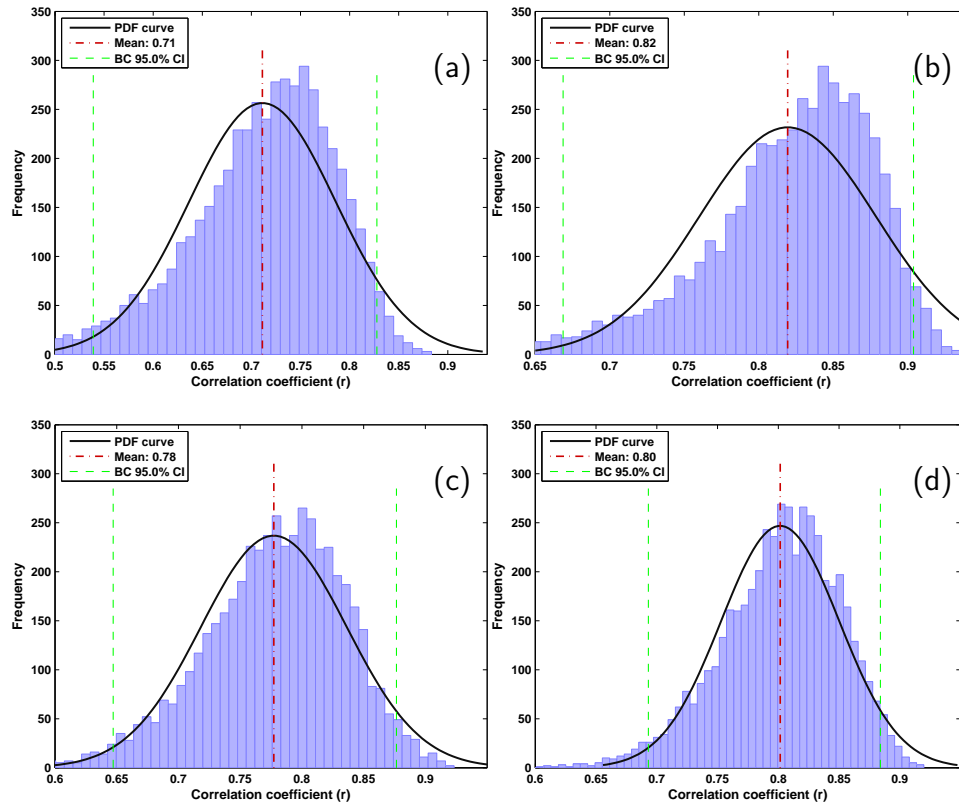 PDF curve
Mean: 0.71
BC 95.0% CI
(a)
350
300
250
200
150
100
50
0
Frequency
0.5 0.55 0.6 0.65 0.7 0.75 0.8 0.85 0.9
Correlation coefficient (r)
PDF curve
Mean: 0.82
BC 95.0% CI
(b)
350
300
250
200
150
100
50
0
Frequency
0.65 0.7 0.75 0.8 0.85 0.9
Correlation coefficient (r)
PDF curve
Mean: 0.78
BC 95.0% CI
(c)
350
300
250
200
150
100
50
0
Frequency
0.6 0.65 0.7 0.75 0.8 0.85 0.9
Correlation coefficient (r)
PDF curve
Mean: 0.80
BC 95.0% CI
(d)
350
300
250
200
150
100
50
0
Frequency
0.6 0.65 0.7 0.75 0.8 0.85 0.9
Correlation coefficient (r)